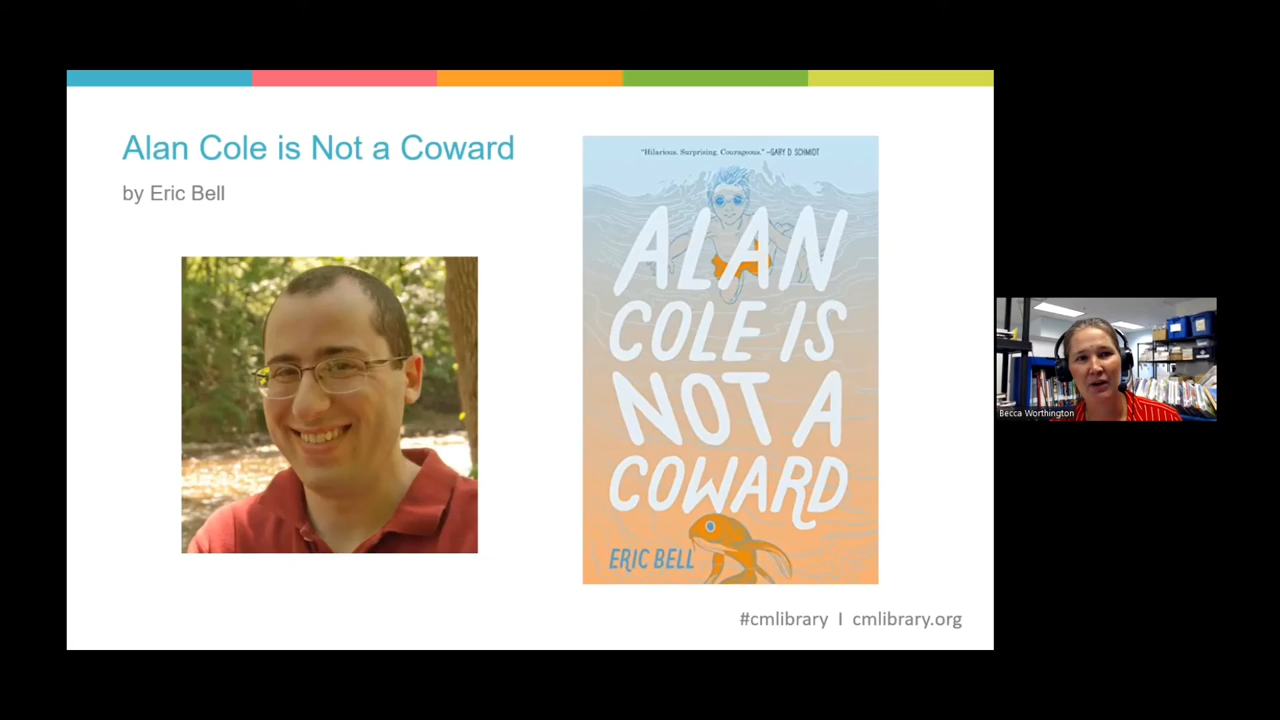 Alan Cole is Not a Coward
by Eric Bell
"Hilarious. Surprising. Courageous." –GARY D. SCHMIDT
ALAN
COLE IS
NOT A
COWARD
ERIC BELL
#cmlibrary I cmlibrary.org
Becca Worthington